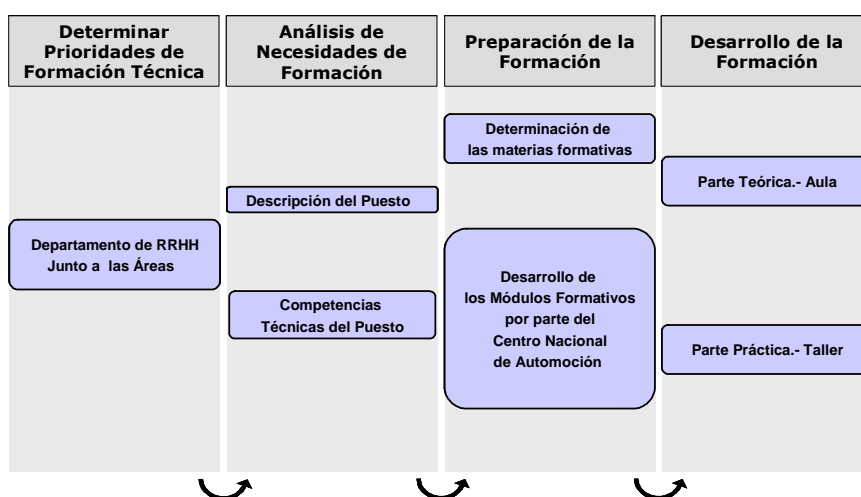 Determinar
Prioridades de
Formación Técnica
Análisis de
Necesidades de
Formación
Preparación de la
Formación
Desarrollo de la
Formación
Departamento de RRHH
Junto a las Áreas
Descripción del Puesto
Competencias
Técnicas del Puesto
Determinación de
las materias formativas
Desarrollo de
los Módulos Formativos
por parte del
Centro Nacional
de Automoción
Parte Teórica.- Aula
Parte Práctica.- Taller